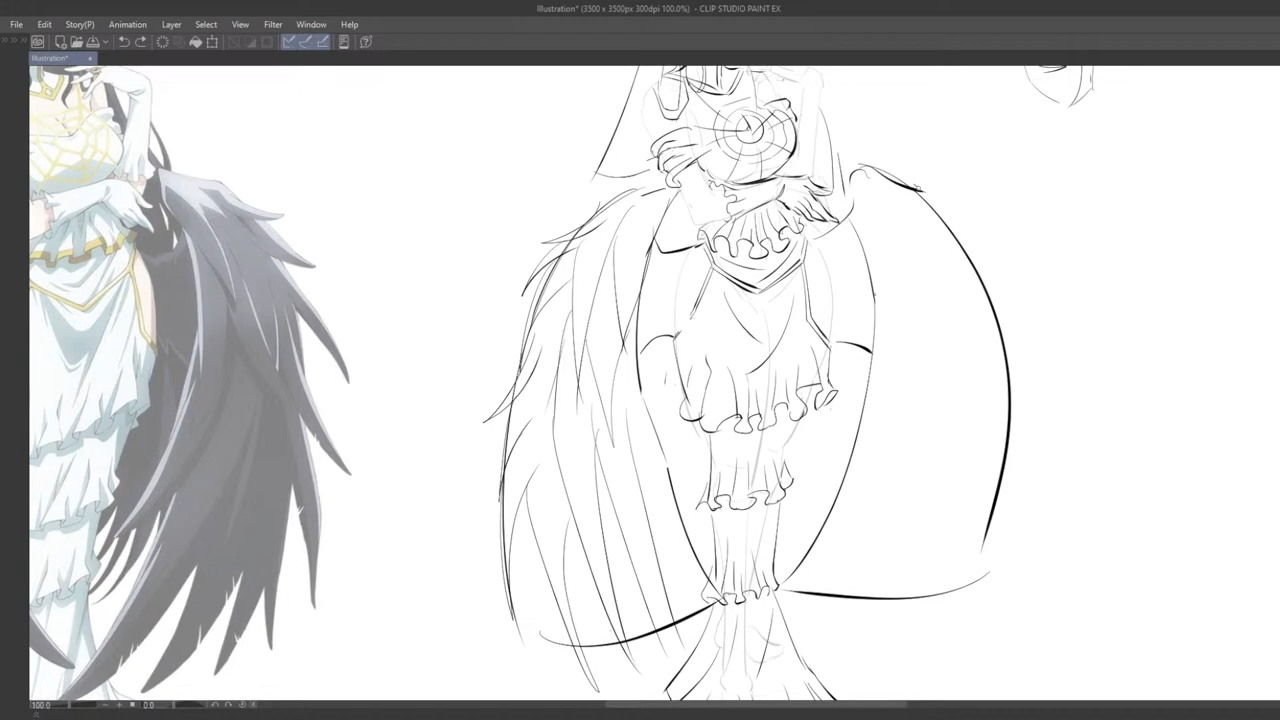 Illustration* (3500 x 3500px 300dpi 100.0%) - CLIP STUDIO PAINT EX
File Edit Story(P) Animation Layer Select View Filter Window Help
Illustration*
100.0 0.0